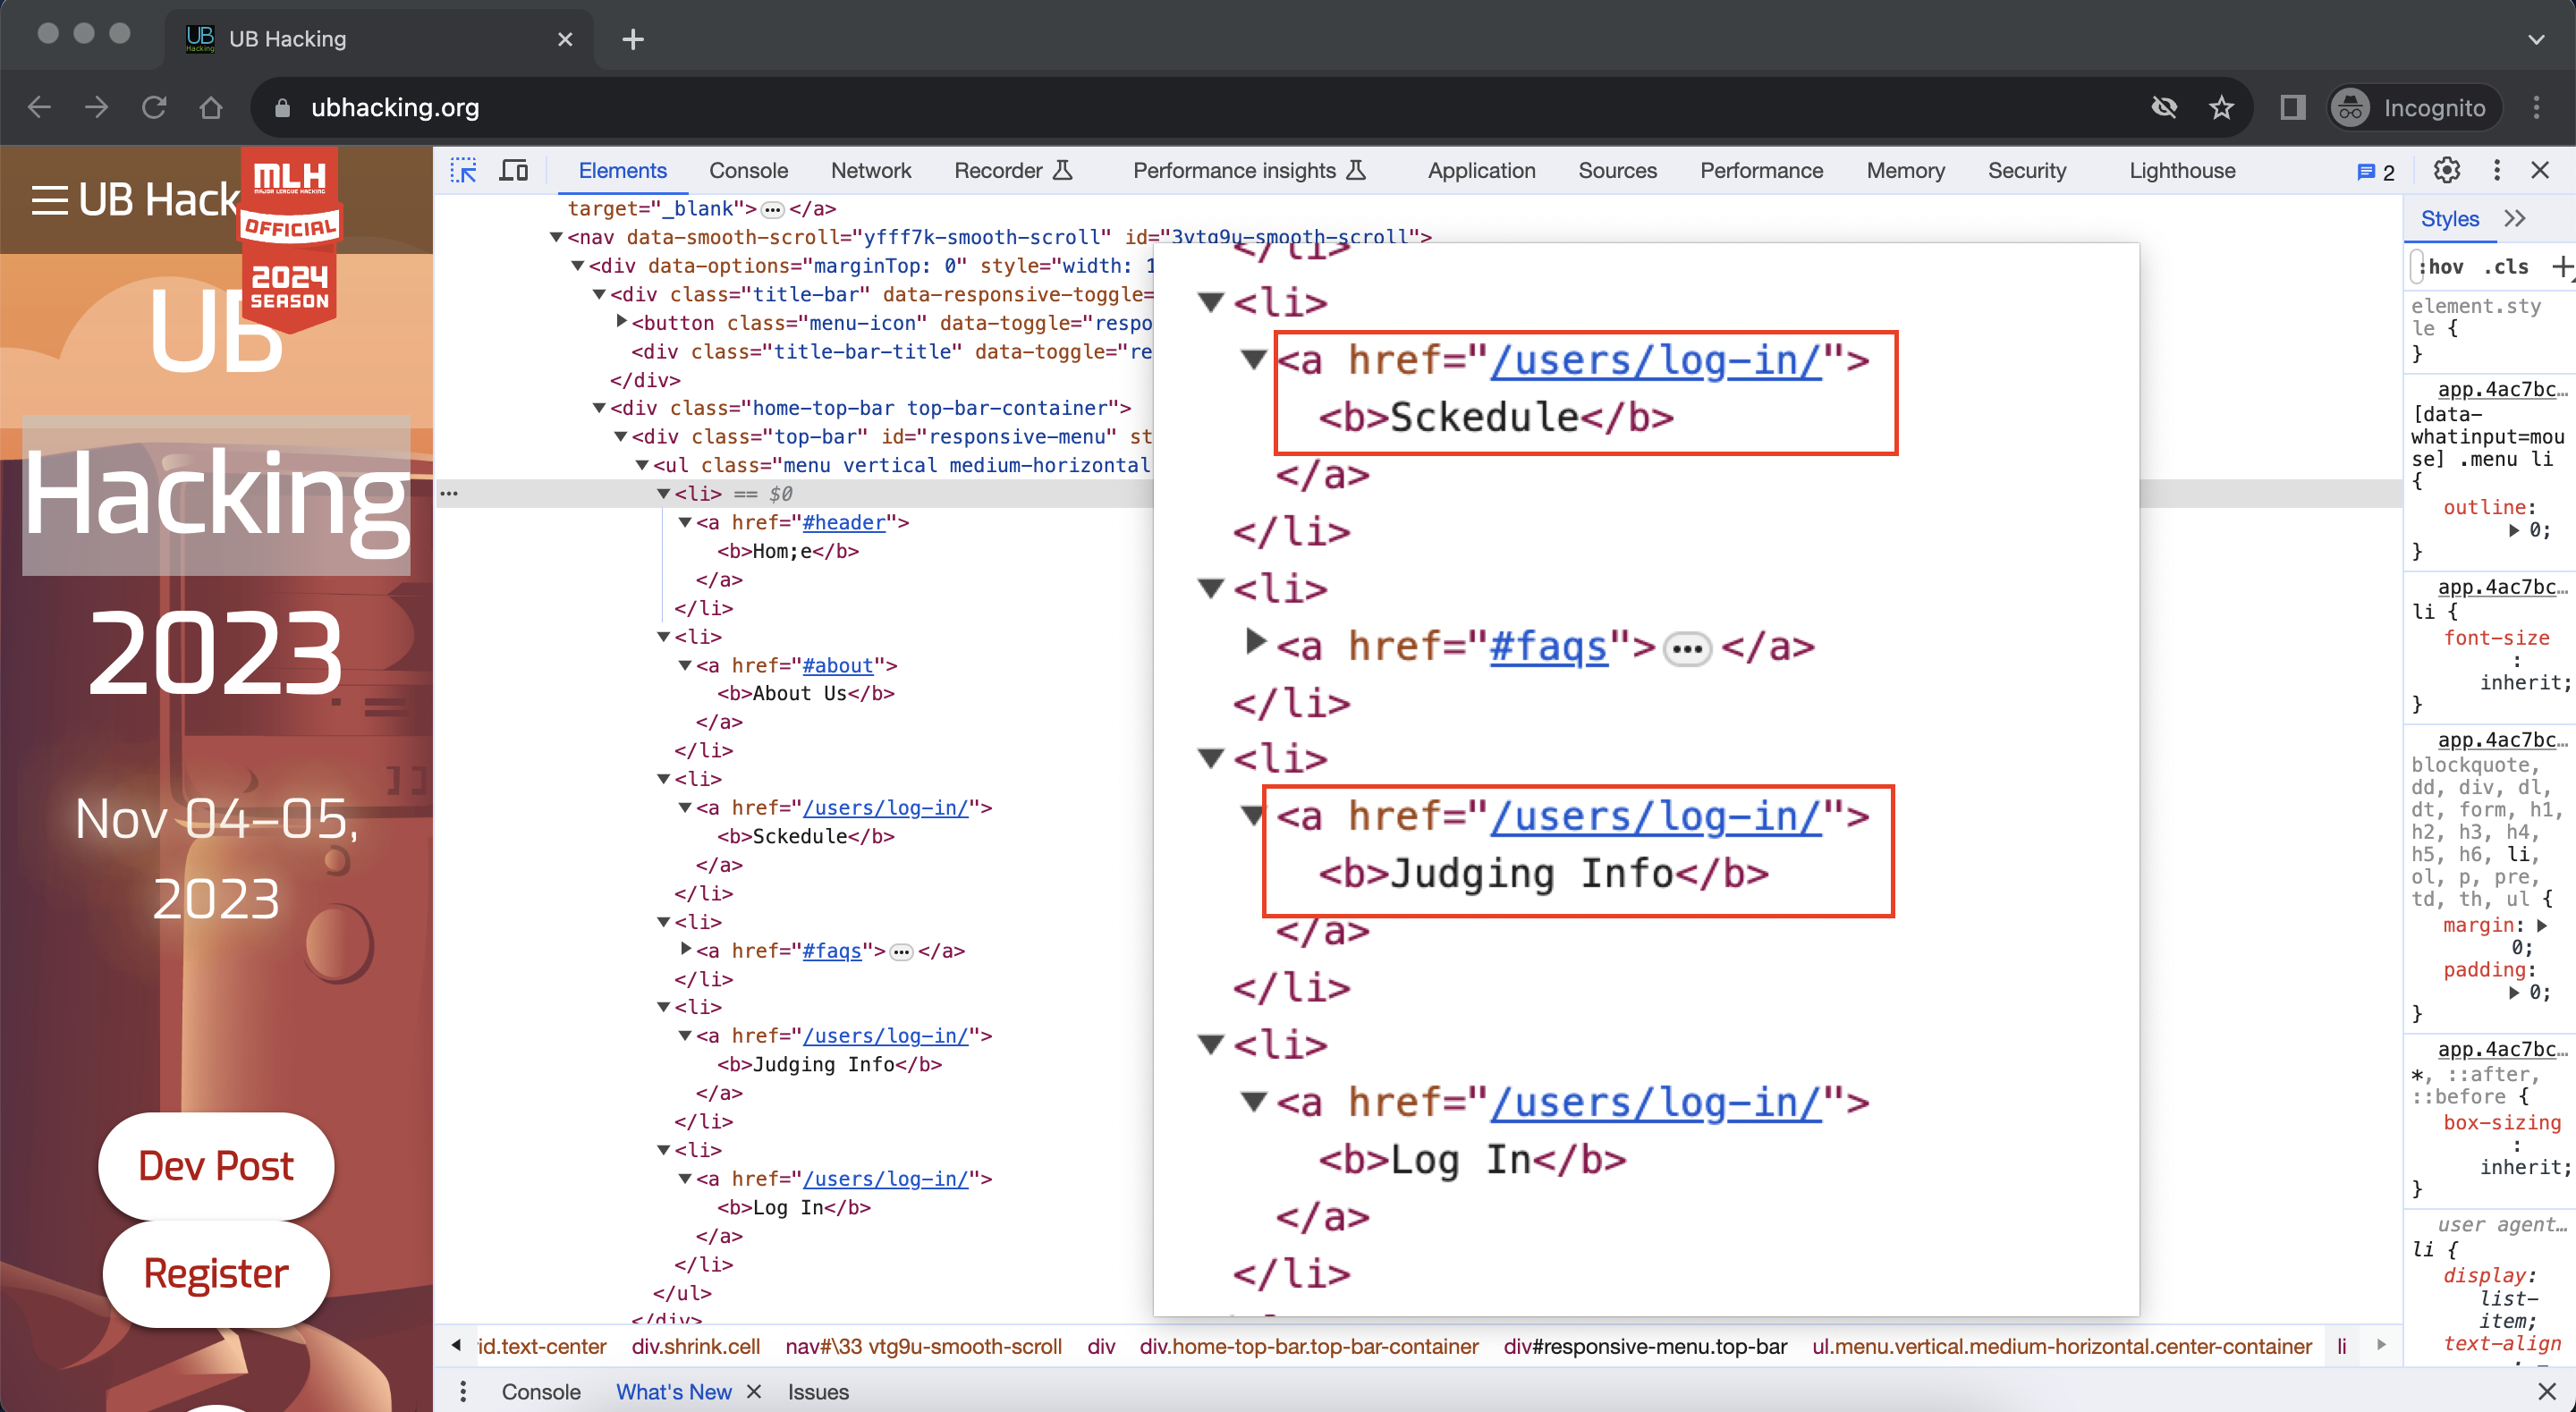 UB Hacking
ubhacking.org
Incognito
UB Hack
MLH
MAJOR LEAGUE HACKING
OFFICIAL
2024
SEASON
UB
Hacking
2023
Nov 04–05,
2023
Dev Post
Register
Elements Console Network Recorder Performance insights Application Sources Performance Memory Security Lighthouse 2
target="_blank"> … </a>
<nav data-smooth-scroll="yfff7k-smooth-scroll" id="3vtg9u-smooth-scroll">
<div data-options="marginTop: 0" style="width: 1
<div class="title-bar" data-responsive-toggle=
<button class="menu-icon" data-toggle="respo
<div class="title-bar-title" data-toggle="re
</div>
<div class="home-top-bar top-bar-container">
<div class="top-bar" id="responsive-menu" st
<ul class="menu vertical medium-horizontal
… <li> == $0
<a href="#header">
<b>Hom;e</b>
</a>
</li>
<li>
<a href="#about">
<b>About Us</b>
</a>
</li>
<li>
<a href="/users/log-in/">
<b>Sckedule</b>
</a>
</li>
<li>
<a href="#faqs"> … </a>
</li>
<li>
<a href="/users/log-in/">
<b>Judging Info</b>
</a>
</li>
<li>
<a href="/users/log-in/">
<b>Log In</b>
</a>
</li>
</ul>
</div>
</li>
<li>
<a href="/users/log-in/">
<b>Sckedule</b>
</a>
</li>
<li>
<a href="#faqs"> … </a>
</li>
<li>
<a href="/users/log-in/">
<b>Judging Info</b>
</a>
</li>
<li>
<a href="/users/log-in/">
<b>Log In</b>
</a>
</li>
Styles
:hov .cls
element.sty
le {
}
app.4ac7bc…
[data-
whatinput=mou
se] .menu li
{
outline:
0;
}
app.4ac7bc…
li {
font-size
:
inherit;
}
app.4ac7bc…
blockquote,
dd, div, dl,
dt, form, h1,
h2, h3, h4,
h5, h6, li,
ol, p, pre,
td, th, ul {
margin:
0;
padding:
0;
}
app.4ac7bc…
*, ::after,
::before {
box-sizing
:
inherit;
}
user agent…
li {
display:
list-
item;
text-align
id.text-center div.shrink.cell nav#\33 vtg9u-smooth-scroll div div.home-top-bar.top-bar-container div#responsive-menu.top-bar ul.menu.vertical.medium-horizontal.center-container li
Console What's New Issues